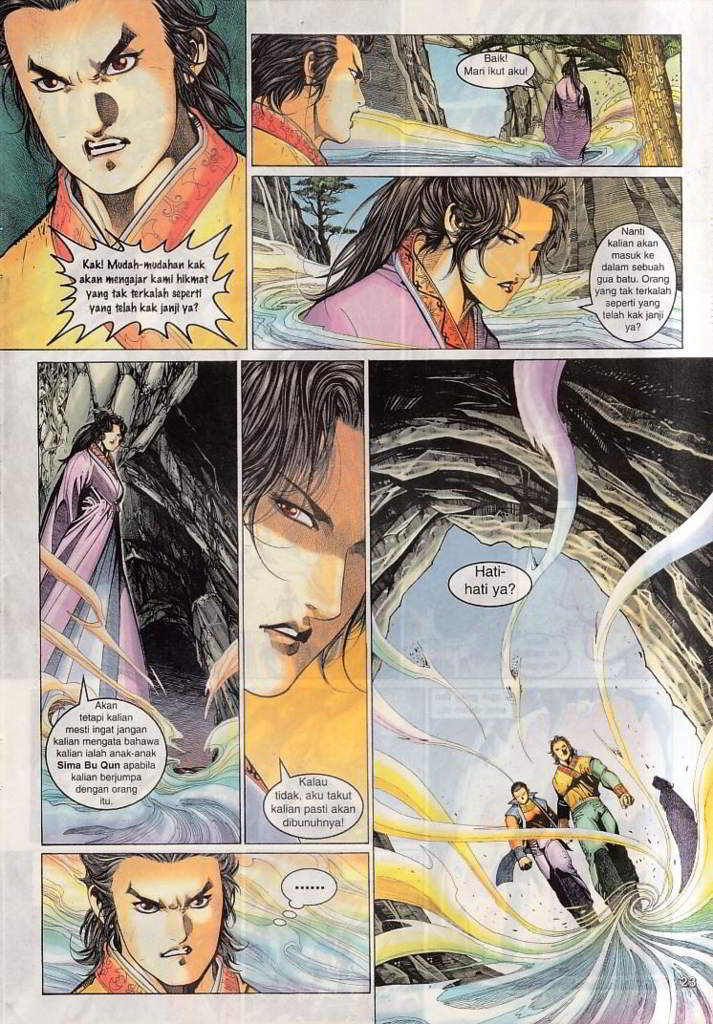 Kak! Mudah-mudahan kak
akan mengajar kami hikmat
yang tak terkalah seperti
yang telah kak janji ya?
Baik!
Mari ikut aku!
Nanti
kalian akan
masuk ke
dalam sebuah
gua batu. Orang
yang tak terkalah
seperti yang
telah kak janji
ya?
Akan
tetapi kalian
mesti ingat jangan
kalian mengata bahawa
kalian ialah anak-anak
Sima Bu Qun apabila
kalian berjumpa
dengan orang
itu.
Kalau
tidak, aku takut
kalian pasti akan
dibunuhnya!
Hati-
hati ya?
......
23